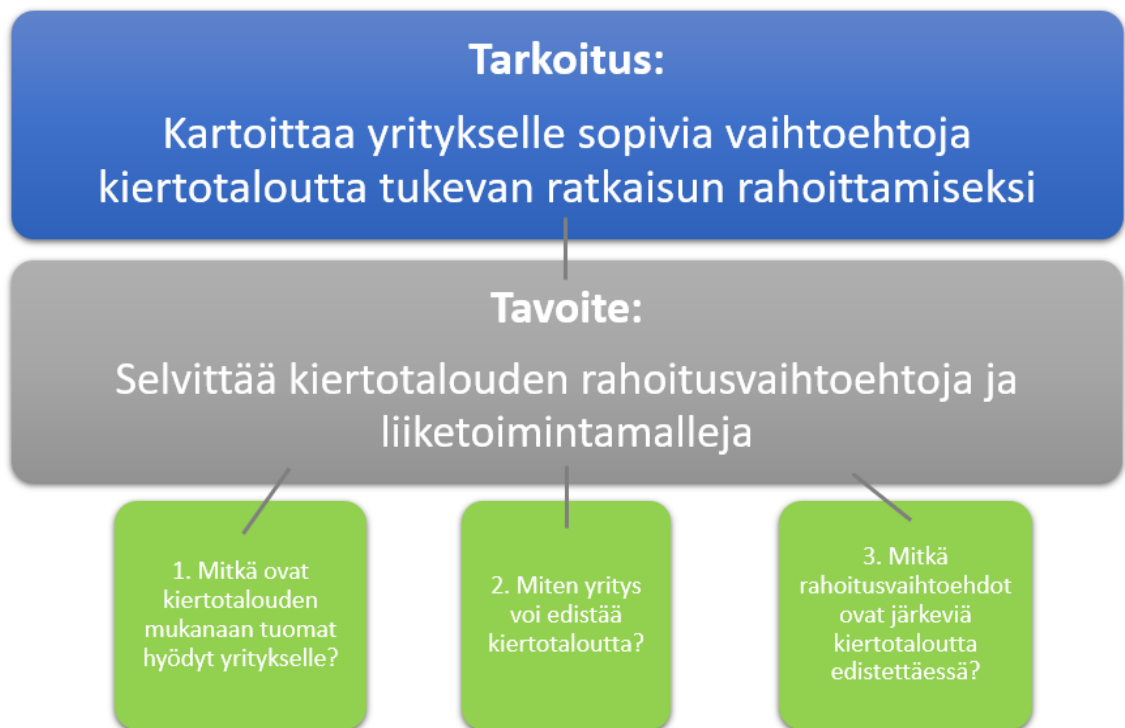 Tarkoitus:
Kartoittaa yritykselle sopivia vaihtoehtoja
kiertotaloutta tukevan ratkaisun rahoittamiseksi
Tavoite:
Selvittää kiertotalouden rahoitusvaihtoehtoja ja
liiketoimintamalleja
1. Mitkä ovat
kiertotalouden
mukanaan tuomat
hyödyt yritykselle?
2. Miten yritys
voi edistää
kiertotaloutta?
3. Mitkä
rahoitusvaihtoehdot
ovat järkeviä
kiertotaloutta
edistettäessä?